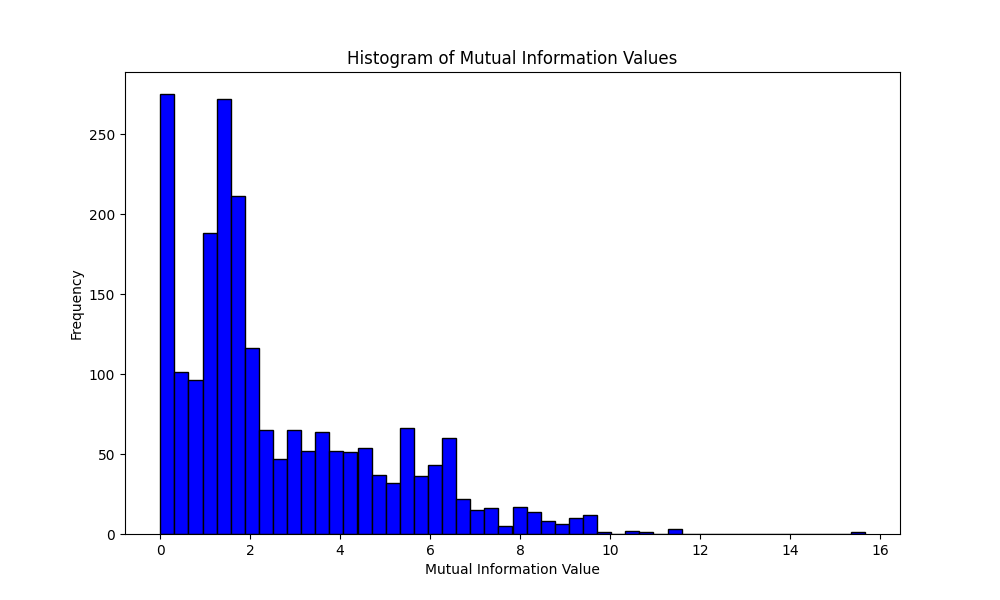 Histogram of Mutual Information Values
250
200
150
100
50
0
Frequency
0 2 4 6 8 10 12 14 16
Mutual Information Value